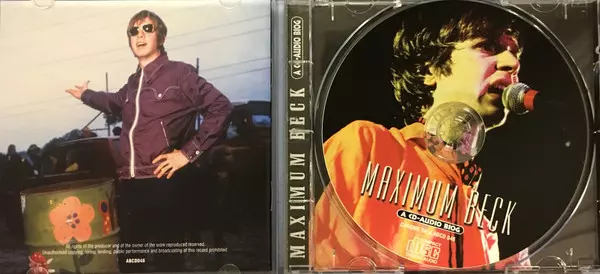 All rights of the producer and of the owner of the work reproduced reserved.
Unauthorised copying, hiring, lending, public performance and broadcasting of this record prohibited.
ABCD048
MAXIMUM BECK
A CD-AUDIO BIOG
MAXIMUM BECK
A CD-AUDIO BIOG
COMPACT
disc
DIGITAL AUDIO